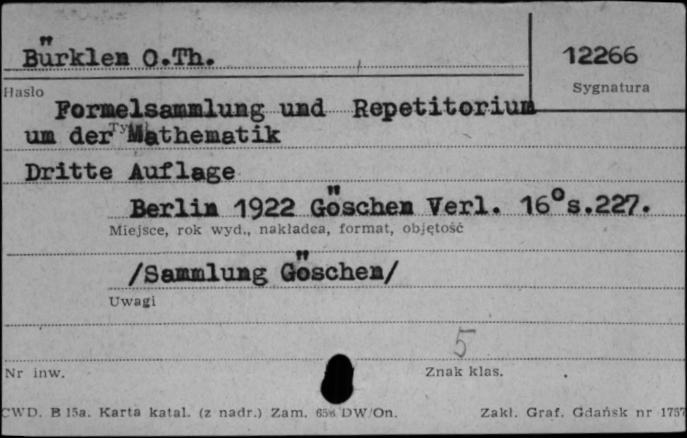 Bürklen O.Th.
12266
Hasło
Sygnatura
Formelsammlung und Repetitorium
um der Mathematik
Dritte Auflage
Berlin 1922 Göschen Verl. 16°s.227.
Miejsce, rok wyd., nakładca, format, objętość
/Sammlung Göschen/
Uwagi
5
Nr inw.
Znak klas.
CWD. B 15a. Karta katal. (z nadr.) Zam. DW/On. Zakł. Graf. Gdańsk nr 1757